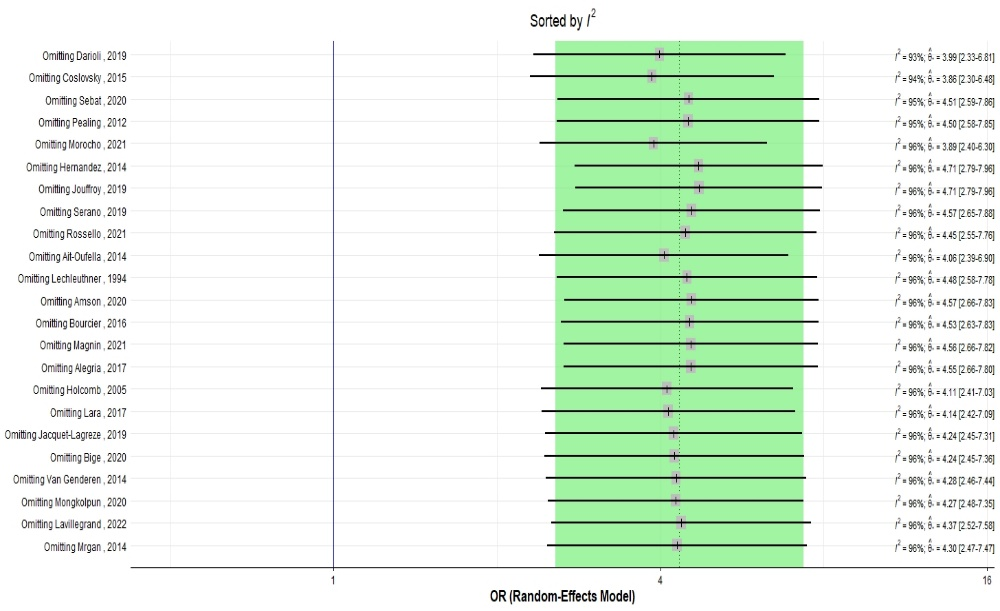 Sorted by I²
Omitting Darioli , 2019 I² = 93%; θ̂* = 3.99 [2.33-6.81]
Omitting Coslovsky , 2015 I² = 94%; θ̂* = 3.86 [2.30-6.48]
Omitting Sebat , 2020 I² = 95%; θ̂* = 4.51 [2.59-7.86]
Omitting Pealing , 2012 I² = 95%; θ̂* = 4.50 [2.58-7.85]
Omitting Morocho , 2021 I² = 96%; θ̂* = 3.89 [2.40-6.30]
Omitting Hernandez , 2014 I² = 96%; θ̂* = 4.71 [2.79-7.96]
Omitting Jouffroy , 2019 I² = 96%; θ̂* = 4.71 [2.79-7.96]
Omitting Serano , 2019 I² = 96%; θ̂* = 4.57 [2.65-7.88]
Omitting Rossello , 2021 I² = 96%; θ̂* = 4.45 [2.55-7.76]
Omitting Ait-Oufella , 2014 I² = 96%; θ̂* = 4.06 [2.39-6.90]
Omitting Lechleuthner , 1994 I² = 96%; θ̂* = 4.48 [2.58-7.78]
Omitting Amson , 2020 I² = 96%; θ̂* = 4.57 [2.66-7.83]
Omitting Bourcier , 2016 I² = 96%; θ̂* = 4.53 [2.63-7.83]
Omitting Magnin , 2021 I² = 96%; θ̂* = 4.56 [2.66-7.82]
Omitting Alegria , 2017 I² = 96%; θ̂* = 4.55 [2.66-7.80]
Omitting Holcomb , 2005 I² = 96%; θ̂* = 4.11 [2.41-7.03]
Omitting Lara , 2017 I² = 96%; θ̂* = 4.14 [2.42-7.09]
Omitting Jacquet-Lagreze , 2019 I² = 96%; θ̂* = 4.24 [2.45-7.31]
Omitting Bige , 2020 I² = 96%; θ̂* = 4.24 [2.45-7.36]
Omitting Van Genderen , 2014 I² = 96%; θ̂* = 4.28 [2.46-7.44]
Omitting Mongkolpun , 2020 I² = 96%; θ̂* = 4.27 [2.48-7.35]
Omitting Lavillegrand , 2022 I² = 96%; θ̂* = 4.37 [2.52-7.58]
Omitting Mrgan , 2014 I² = 96%; θ̂* = 4.30 [2.47-7.47]
1 4 16
OR (Random-Effects Model)